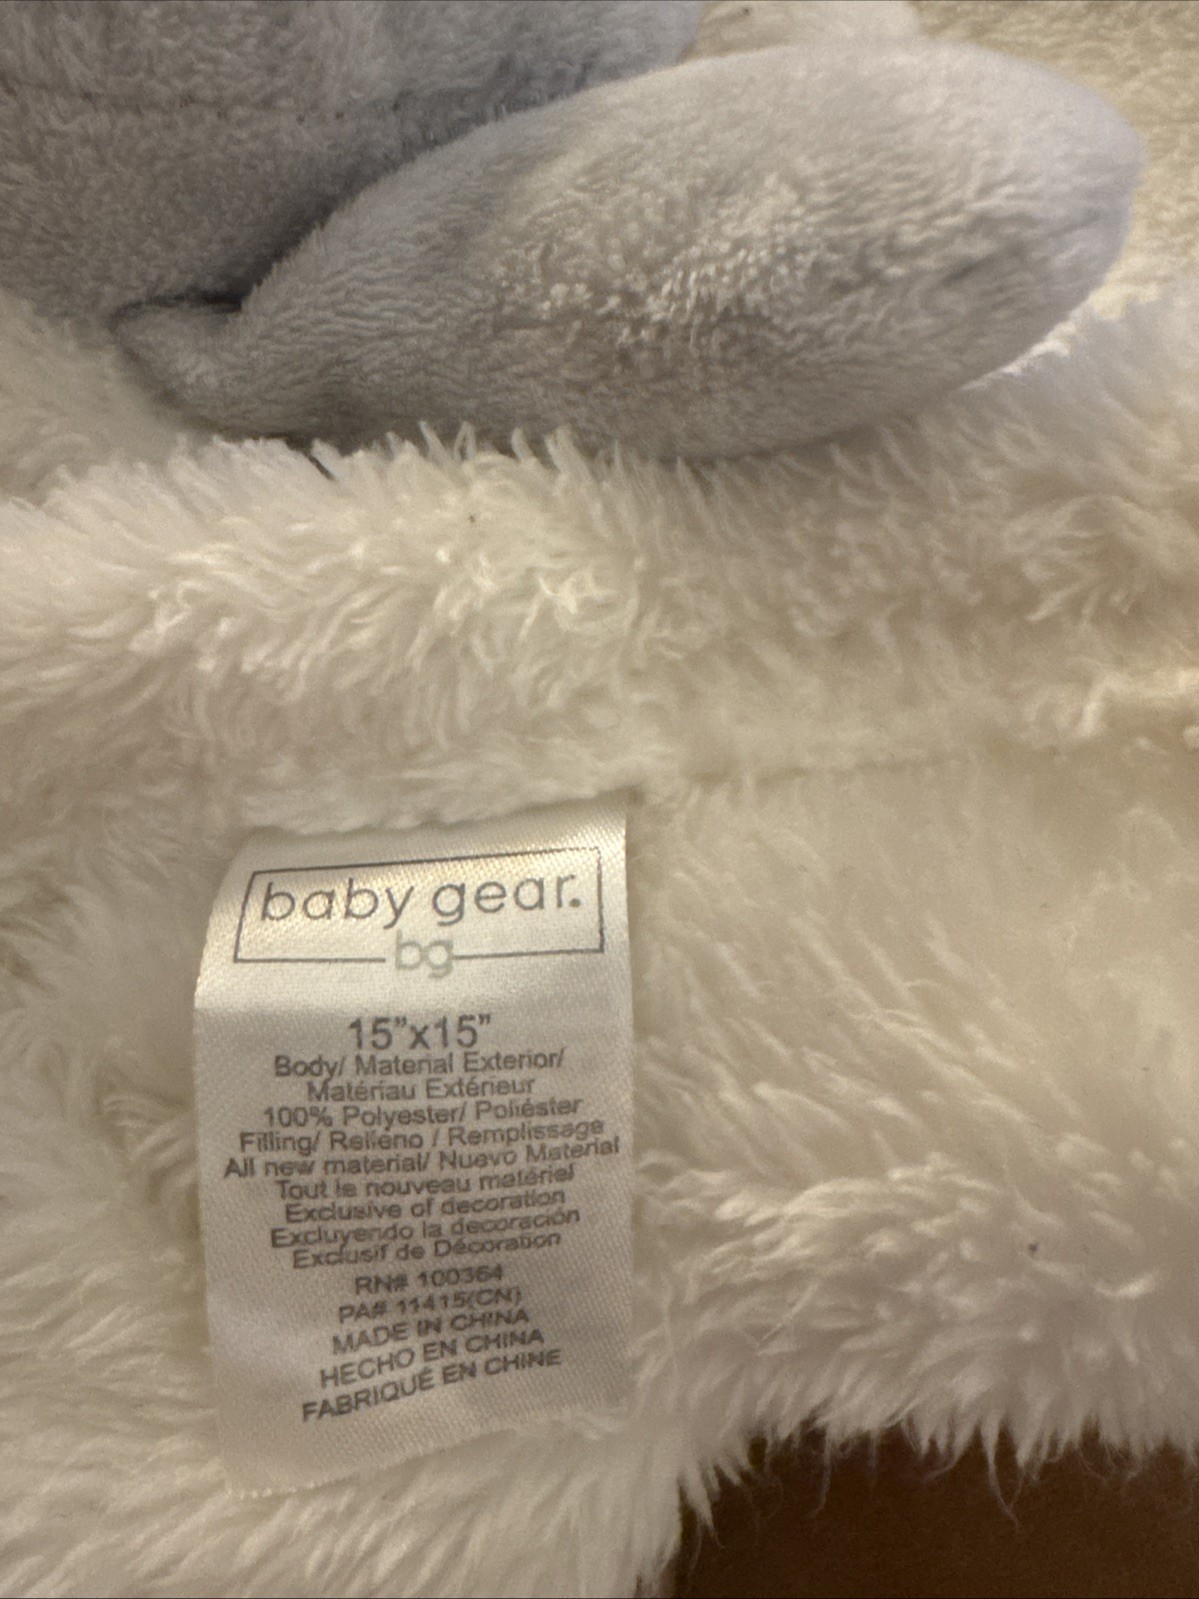 baby gear.
bg
15”x15”
Body/ Material Exterior/
Matériau Extérieur
100% Polyester/ Poliéster
Filling/ Relleno / Remplissage
All new material/ Nuevo Material
Tout le nouveau matériel
Exclusive of decoration
Excluyendo la decoración
Exclusif de Décoration
RN# 100364
PA# 11415(CN)
MADE IN CHINA
HECHO EN CHINA
FABRIQUÉ EN CHINE